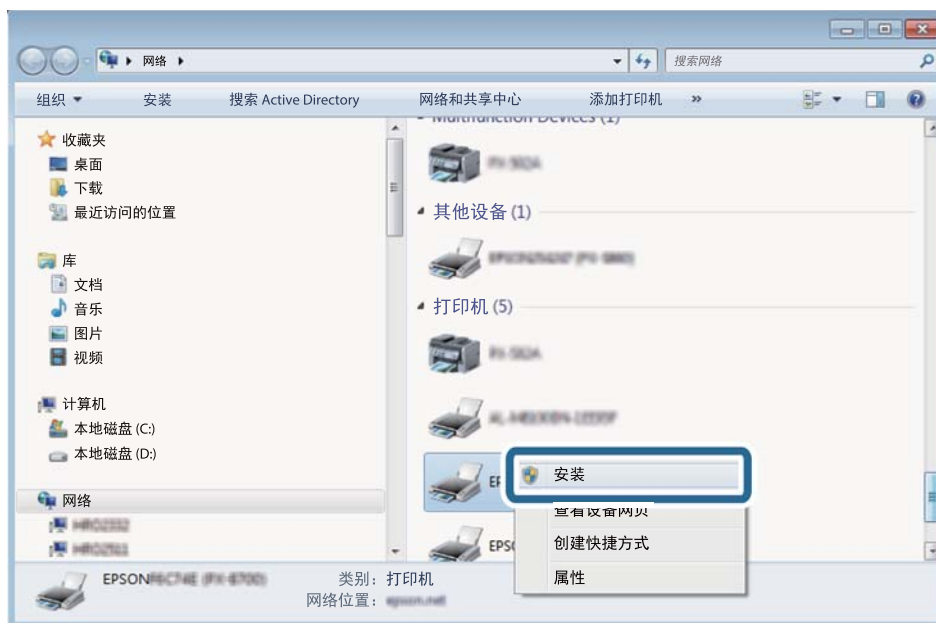 网络
搜索网络
组织
安装
搜索 Active Directory
网络和共享中心
添加打印机
»
收藏夹
桌面
下载
最近访问的位置
库
文档
音乐
图片
视频
计算机
本地磁盘 (C:)
本地磁盘 (D:)
网络
Multifunction Devices (1)
其他设备 (1)
打印机 (5)
安装
查看设备网页
创建快捷方式
属性
EPSON
类别: 打印机
网络位置: